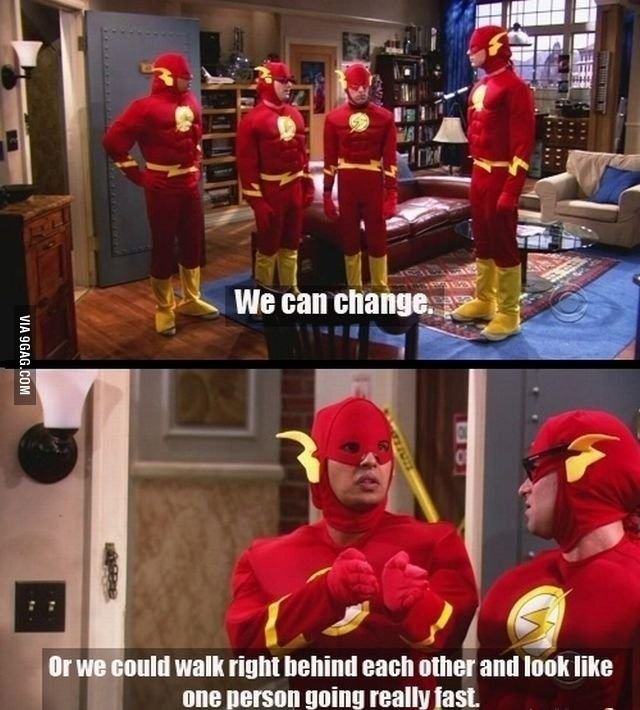 We can change.
VIA 9GAG.COM
Or we could walk right behind each other and look like
one person going really fast.